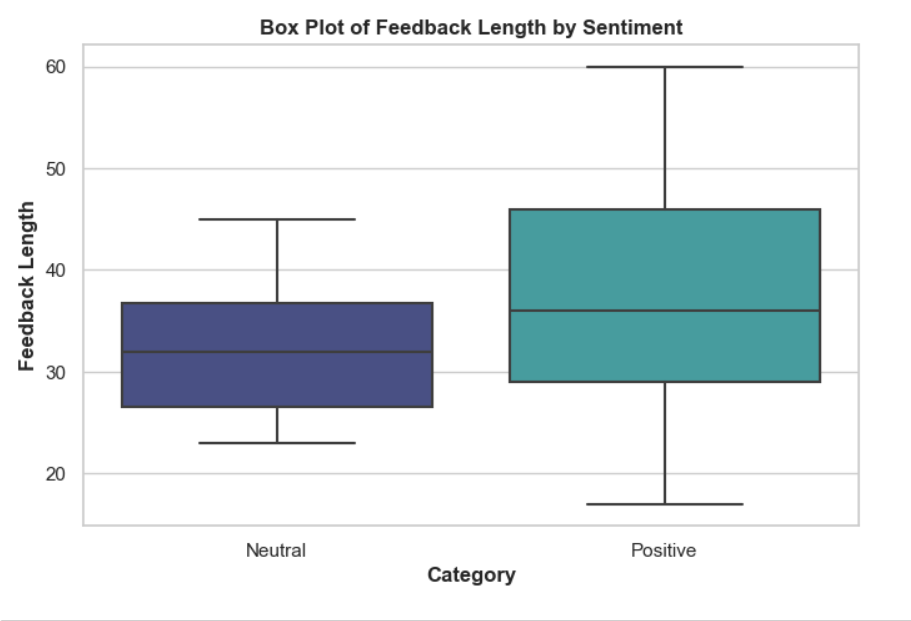 Box Plot of Feedback Length by Sentiment
60
50
40
30
20
Feedback Length
Neutral
Positive
Category